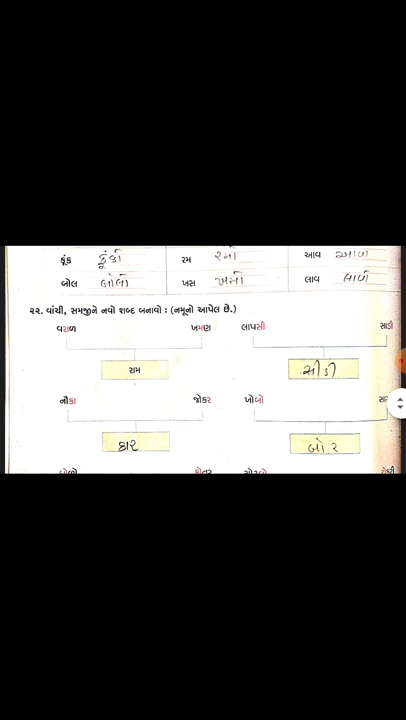 ફૂંક ફૂંકી રમ રમી આવ આવી
બોલ બોલી ખસ ખસી લાવ લાવી
૨૨. વાંચી, સમજીને નવો શબ્દ બનાવો : (નમૂનો આપેલ છે.)
વરાળ ખમણ લાપસી સાડી
રામ સીડી
નૌકા જોકર ખોબો
કાર બોર